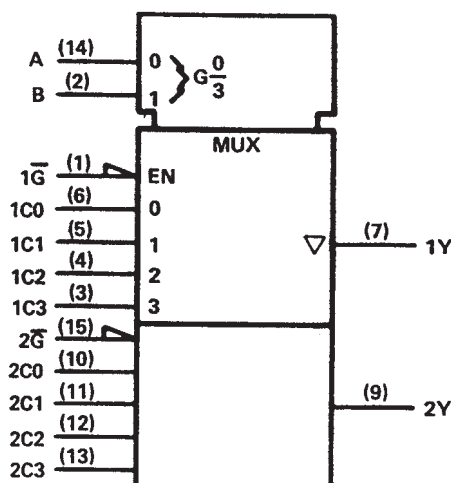 A (14) 0 G 0/3
B (2) 1
MUX
1G̅ (1) EN
1C0 (6) 0
1C1 (5) 1
1C2 (4) 2
1C3 (3) 3
(7) 1Y
2G̅ (15)
2C0 (10)
2C1 (11)
2C2 (12)
2C3 (13)
(9) 2Y